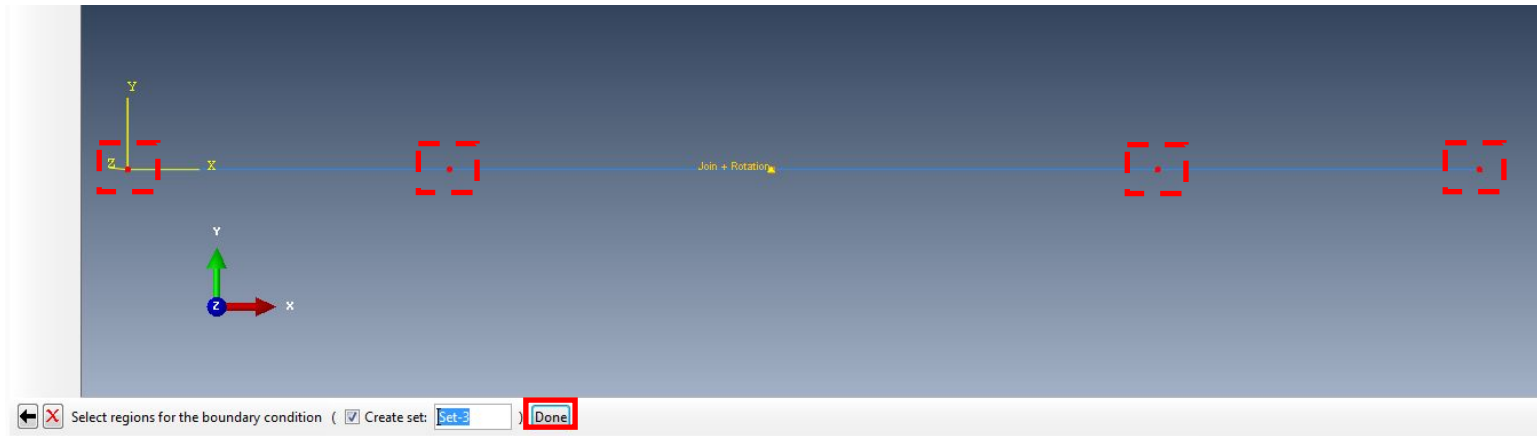 Y
Z X
Join + Rotation
Y
Z X
Select regions for the boundary condition ( Create set: Set-3 ) Done